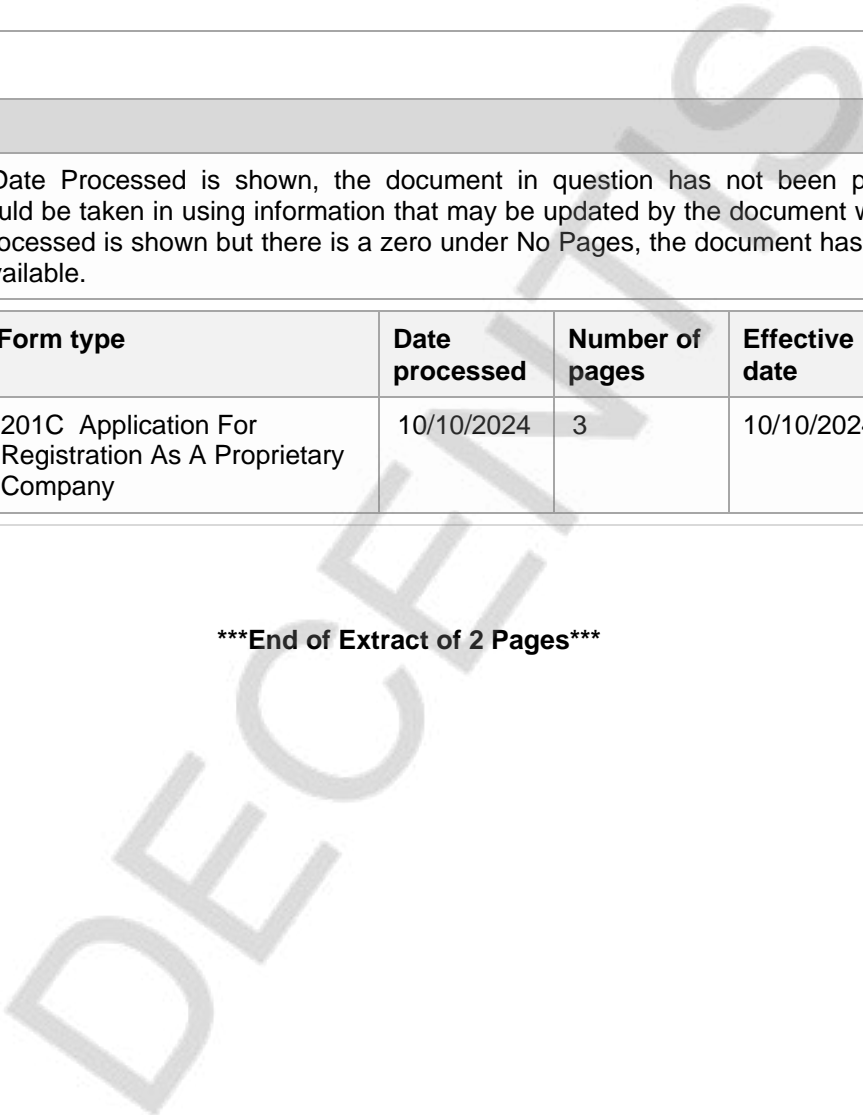 Date Processed is shown, the document in question has not been
be taken in using information that may be updated by the document
is shown but there is a zero under No Pages, the document has
Form type Date processed Number of pages Effective date
201C Application For Registration As A Proprietary Company 10/10/2024 3
***End of Extract of 2 Pages***
DECENTIS